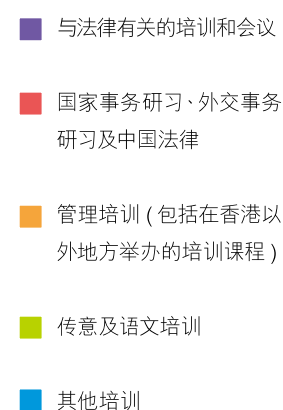 与法律有关的培训和会议
国家事务研习、外交事务
研习及中国法律
管理培训 ( 包括在香港以
外地方举办的培训课程 )
传意及语文培训
其他培训